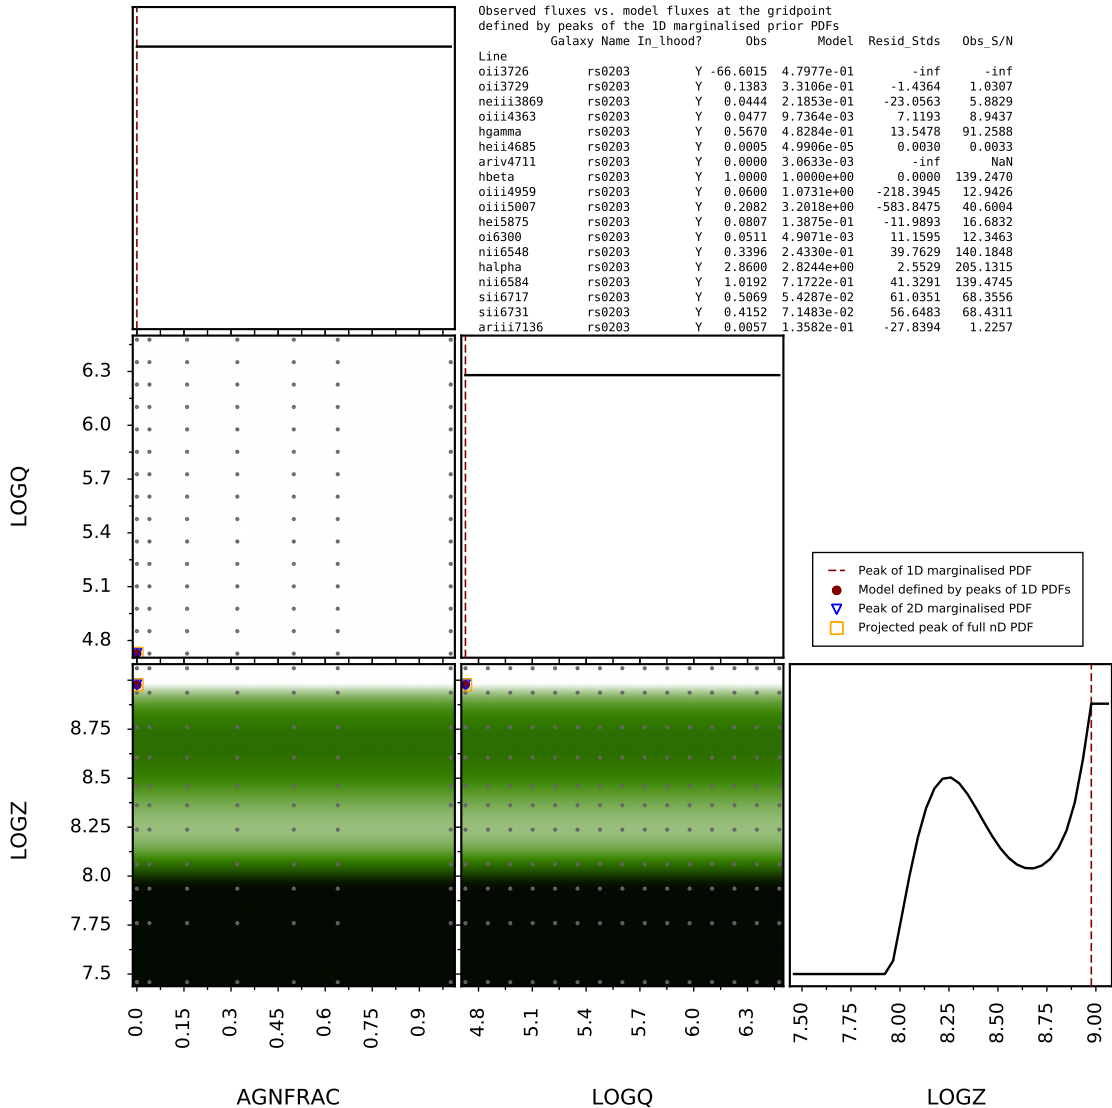 Observed fluxes vs. model fluxes at the gridpoint
defined by peaks of the 1D marginalised prior PDFs
Galaxy Name In_lhood? Obs Model Resid_Stds Obs_S/N
Line
oii3726 rs0203 Y -66.6015 4.7977e-01 -inf -inf
oii3729 rs0203 Y 0.1383 3.3106e-01 -1.4364 1.0307
neiii3869 rs0203 Y 0.0444 2.1853e-01 -23.0563 5.8829
oiii4363 rs0203 Y 0.0477 9.7364e-03 7.1193 8.9437
hgamma rs0203 Y 0.5670 4.8284e-01 13.5478 91.2588
heii4685 rs0203 Y 0.0005 4.9906e-05 0.0030 0.0033
ariv4711 rs0203 Y 0.0000 3.0633e-03 -inf NaN
hbeta rs0203 Y 1.0000 1.0000e+00 0.0000 139.2470
oiii4959 rs0203 Y 0.0600 1.0731e+00 -218.3945 12.9426
oiii5007 rs0203 Y 0.2082 3.2018e+00 -583.8475 40.6004
hei5875 rs0203 Y 0.0807 1.3875e-01 -11.9893 16.6832
oi6300 rs0203 Y 0.0511 4.9071e-03 11.1595 12.3463
nii6548 rs0203 Y 0.3396 2.4330e-01 39.7629 140.1848
halpha rs0203 Y 2.8600 2.8244e+00 2.5529 205.1315
nii6584 rs0203 Y 1.0192 7.1722e-01 41.3291 139.4745
sii6717 rs0203 Y 0.5069 5.4287e-02 61.0351 68.3556
sii6731 rs0203 Y 0.4152 7.1483e-02 56.6483 68.4311
ariii7136 rs0203 Y 0.0057 1.3582e-01 -27.8394 1.2257
LOGQ
6.3
6.0
5.7
5.4
5.1
4.8
Peak of 1D marginalised PDF
Model defined by peaks of 1D PDFs
Peak of 2D marginalised PDF
Projected peak of full nD PDF
LOGZ
8.75
8.5
8.25
8.0
7.75
7.5
0.0 0.15 0.3 0.45 0.6 0.75 0.9
4.8 5.1 5.4 5.7 6.0 6.3
7.50 7.75 8.00 8.25 8.50 8.75 9.00
AGNFRAC LOGQ LOGZ